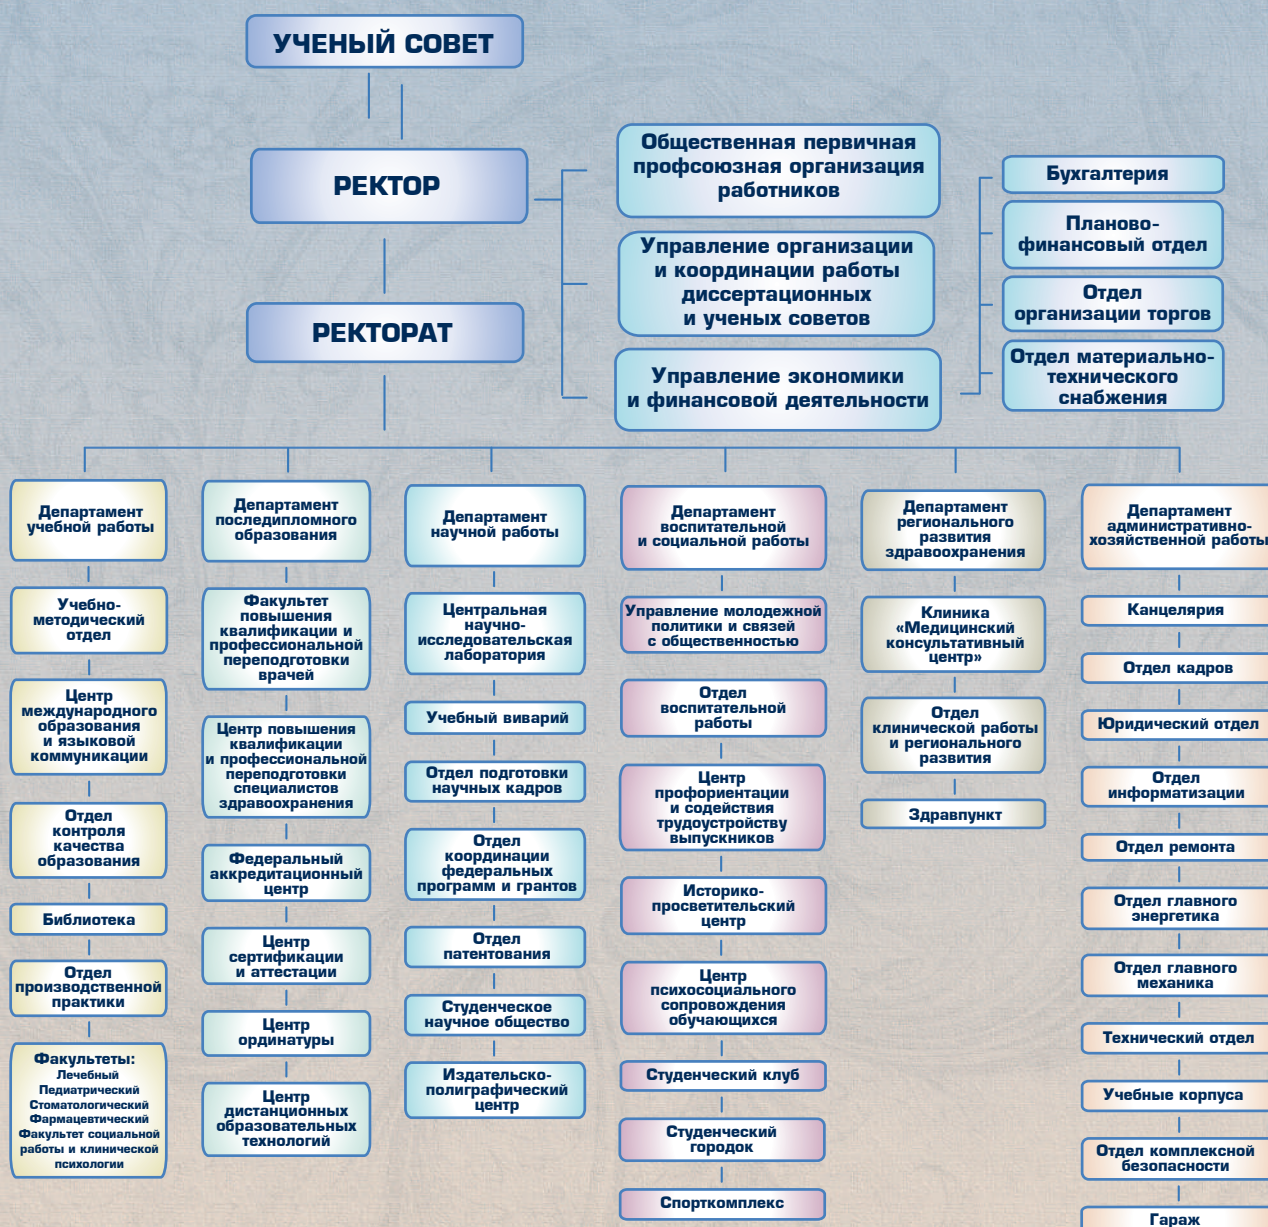 УЧЕНЫЙ СОВЕТ
РЕКТОР
РЕКТОРАТ
Общественная первичная
профсоюзная организация
работников
Управление организации
и координации работы
диссертационных
и ученых советов
Управление экономики
и финансовой деятельности
Бухгалтерия
Планово-
финансовый отдел
Отдел
организации торгов
Отдел материально-
технического
снабжения
Департамент
учебной работы
Учебно-
методический
отдел
Центр
международного
образования
и языковой
коммуникации
Отдел
контроля
качества
образования
Библиотека
Отдел
производственной
практики
Факультеты:
Лечебный
Педиатрический
Стоматологический
Фармацевтический
Факультет социальной
работы и клинической
психологии
Департамент
последипломного
образования
Факультет
повышения
квалификации и
профессиональной
переподготовки
врачей
Центр повышения
квалификации
и профессиональной
переподготовки
специалистов
здравоохранения
Федеральный
аккредитационный
центр
Центр
сертификации
и аттестации
Центр
ординатуры
Центр
дистанционных
образовательных
технологий
Департамент
научной работы
Центральная
научно-
исследовательская
лаборатория
Учебный виварий
Отдел подготовки
научных кадров
Отдел
координации
федеральных
программ и грантов
Отдел
патентования
Студенческое
научное общество
Издательско-
полиграфический
центр
Департамент
воспитательной
и социальной работы
Управление молодежной
политики и связей
с общественностью
Отдел
воспитательной
работы
Центр
профориентации
и содействия
трудоустройству
выпускников
Историко-
просветительский
центр
Центр
психосоциального
сопровождения
обучающихся
Студенческий клуб
Студенческий
городок
Спорткомплекс
Департамент
регионального
развития
здравоохранения
Клиника
«Медицинский
консультативный
центр»
Отдел
клинической работы
и регионального
развития
Здравпункт
Департамент
административно-
хозяйственной работы
Канцелярия
Отдел кадров
Юридический отдел
Отдел
информатизации
Отдел ремонта
Отдел главного
энергетика
Отдел главного
механика
Технический отдел
Учебные корпуса
Отдел комплексной
безопасности
Гараж